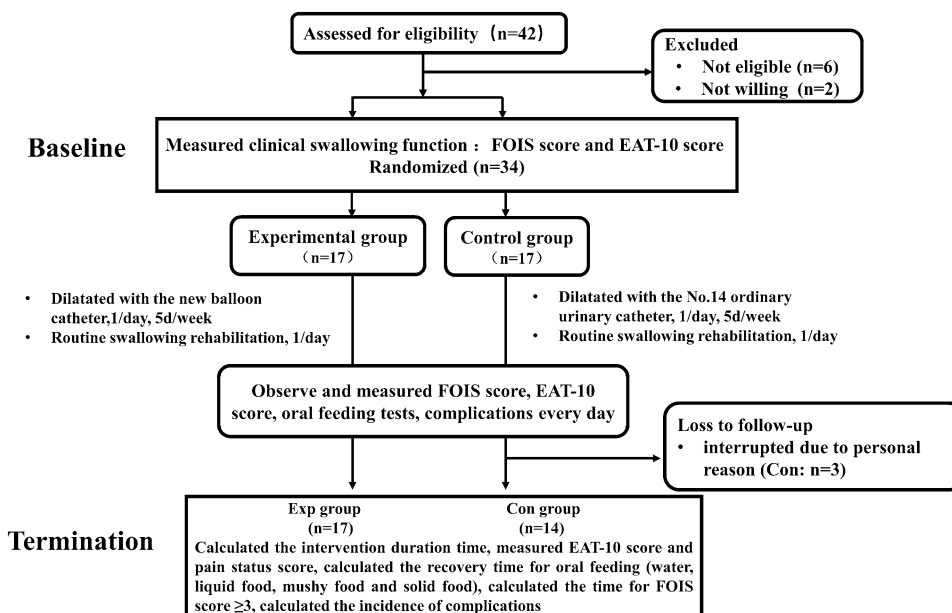 Assessed for eligibility (n=42)
Excluded
• Not eligible (n=6)
• Not willing (n=2)
Baseline
Measured clinical swallowing function： FOIS score and EAT-10 score
Randomized (n=34)
Experimental group
（n=17）
Control group
（n=17）
• Dilatated with the new balloon
catheter,1/day, 5d/week
• Routine swallowing rehabilitation, 1/day
• Dilatated with the No.14 ordinary
urinary catheter, 1/day, 5d/week
• Routine swallowing rehabilitation, 1/day
Observe and measured FOIS score, EAT-10
score, oral feeding tests, complications every day
Loss to follow-up
• interrupted due to personal
reason (Con: n=3)
Termination
Exp group
(n=17)
Con group
(n=14)
Calculated the intervention duration time, measured EAT-10 score and
pain status score, calculated the recovery time for oral feeding (water,
liquid food, mushy food and solid food), calculated the time for FOIS
score ≥3, calculated the incidence of complications